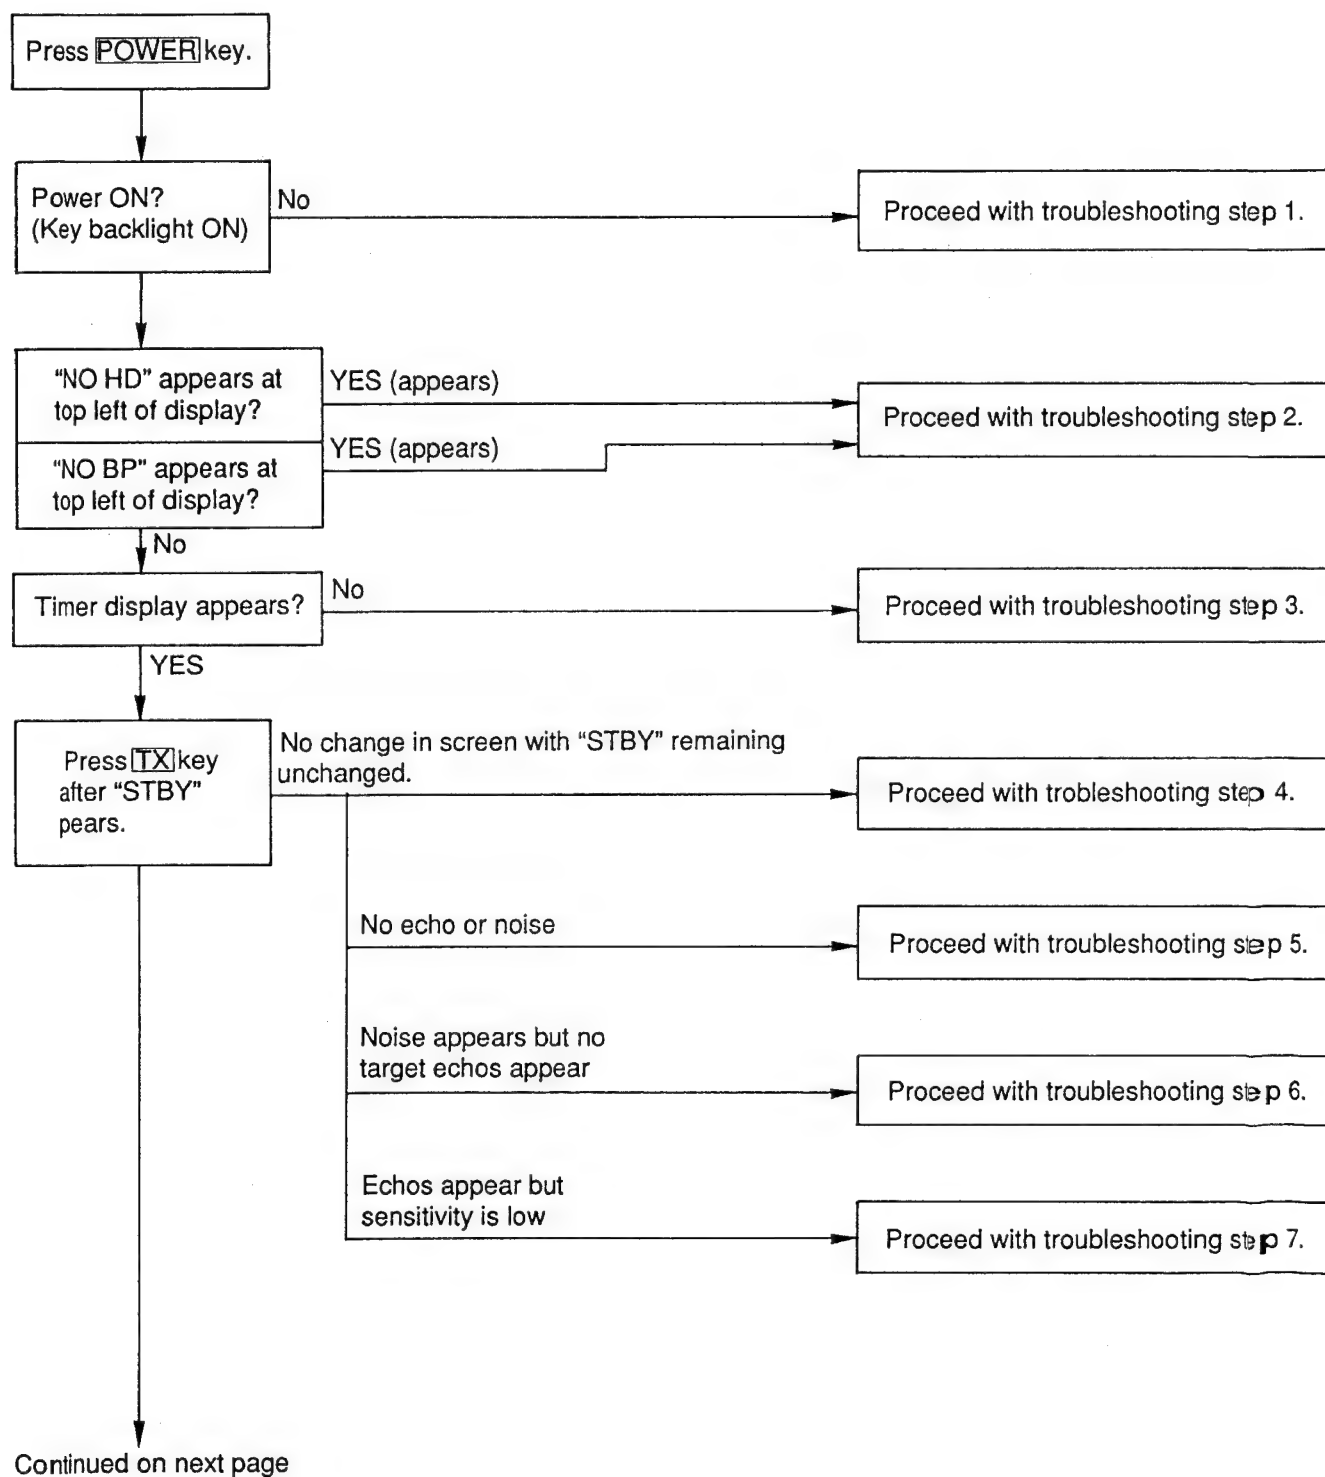 Press POWER key.
Power ON?
(Key backlight ON)
No
Proceed with troubleshooting step 1.
"NO HD" appears at
top left of display?
YES (appears)
Proceed with troubleshooting step 2.
"NO BP" appears at
top left of display?
YES (appears)
No
Timer display appears?
No
Proceed with troubleshooting step 3.
YES
Press TX key
after "STBY"
pears.
No change in screen with "STBY" remaining
unchanged.
Proceed with trobleshooting step 4.
No echo or noise
Proceed with troubleshooting step 5.
Noise appears but no
target echos appear
Proceed with troubleshooting step 6.
Echos appear but
sensitivity is low
Proceed with troubleshooting step 7.
Continued on next page